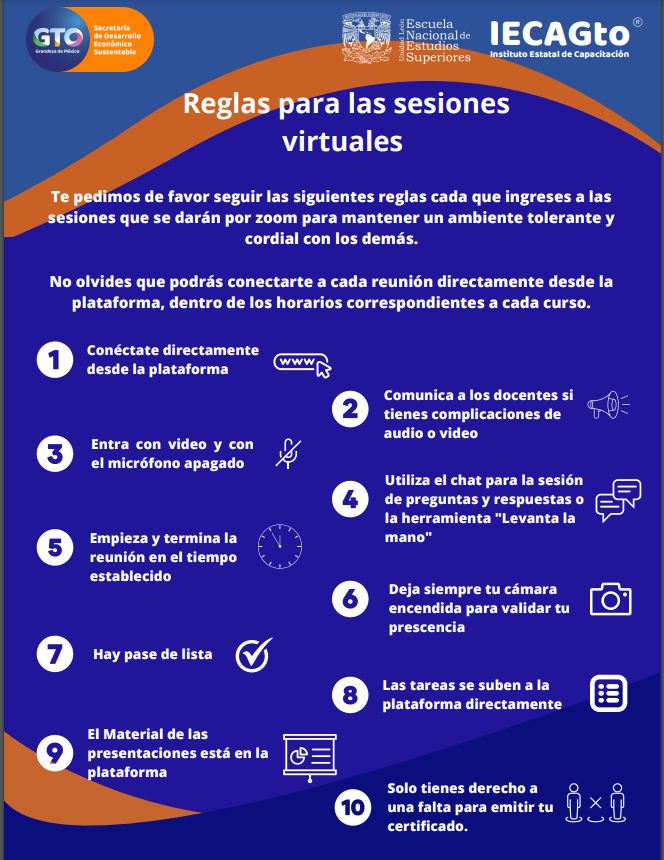 GTO
Grandeza de México
Secretaría
de Desarrollo
Económico
Sustentable
Unidad León
Escuela
Nacional de
Estudios
Superiores
IECAGto®
Instituto Estatal de Capacitación
Reglas para las sesiones
virtuales
Te pedimos de favor seguir las siguientes reglas cada que ingreses a las
sesiones que se darán por zoom para mantener un ambiente tolerante y
cordial con los demás.
No olvides que podrás conectarte a cada reunión directamente desde la
plataforma, dentro de los horarios correspondientes a cada curso.
1
Conéctate directamente
desde la plataforma
www
2
Comunica a los docentes si
tienes complicaciones de
audio o video
3
Entra con video y con
el micrófono apagado
4
Utiliza el chat para la sesión
de preguntas y respuestas o
la herramienta "Levanta la
mano"
5
Empieza y termina la
reunión en el tiempo
establecido
6
Deja siempre tu cámara
encendida para validar tu
prescencia
7
Hay pase de lista
8
Las tareas se suben a la
plataforma directamente
9
El Material de las
presentaciones está en la
plataforma
10
Solo tienes derecho a
una falta para emitir tu
certificado.